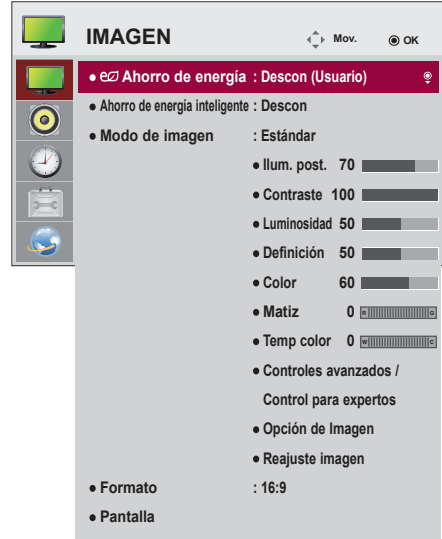 IMAGEN Mov. OK
• Ahorro de energía : Descon (Usuario)
• Ahorro de energía inteligente : Descon
• Modo de imagen : Estándar
• Ilum. post. 70
• Contraste 100
• Luminosidad 50
• Definición 50
• Color 60
• Matiz 0 R G
• Temp color 0 W C
• Controles avanzados /
Control para expertos
• Opción de Imagen
• Reajuste imagen
• Formato : 16:9
• Pantalla